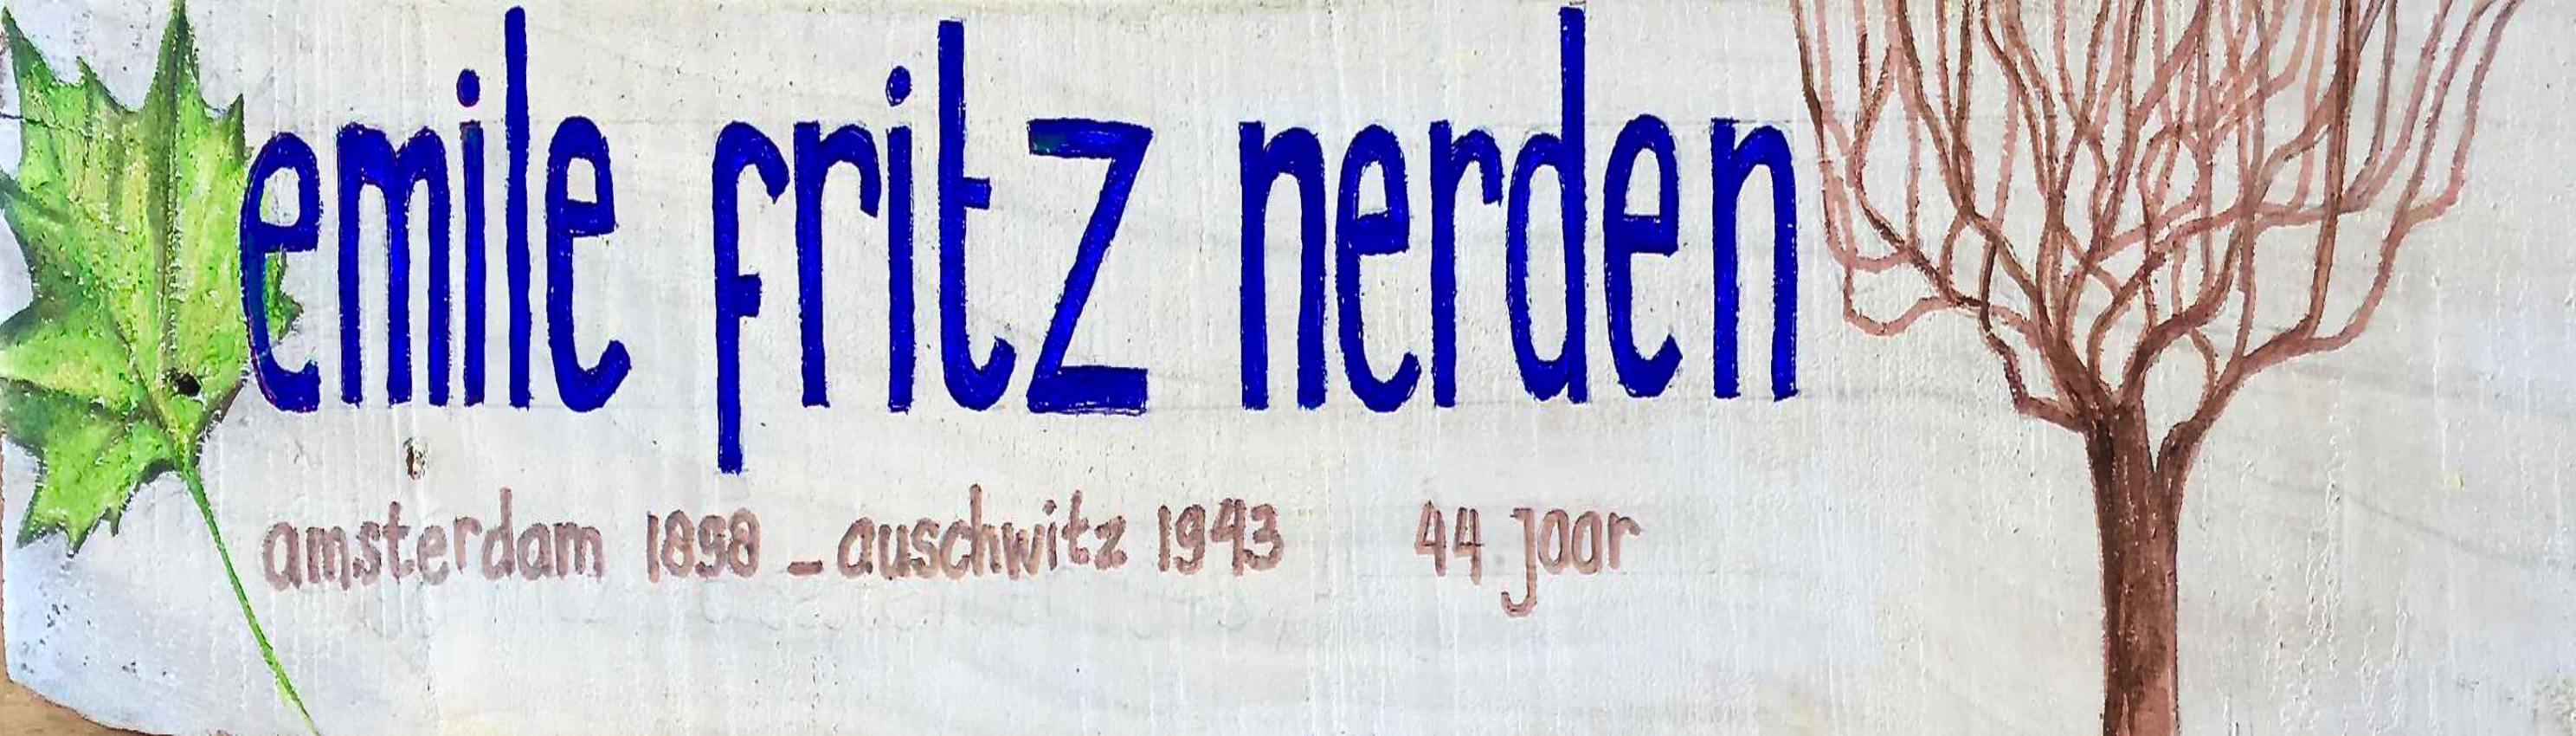 emile fritz nerden
amsterdam 1898 - auschwitz 1943 44 jaar